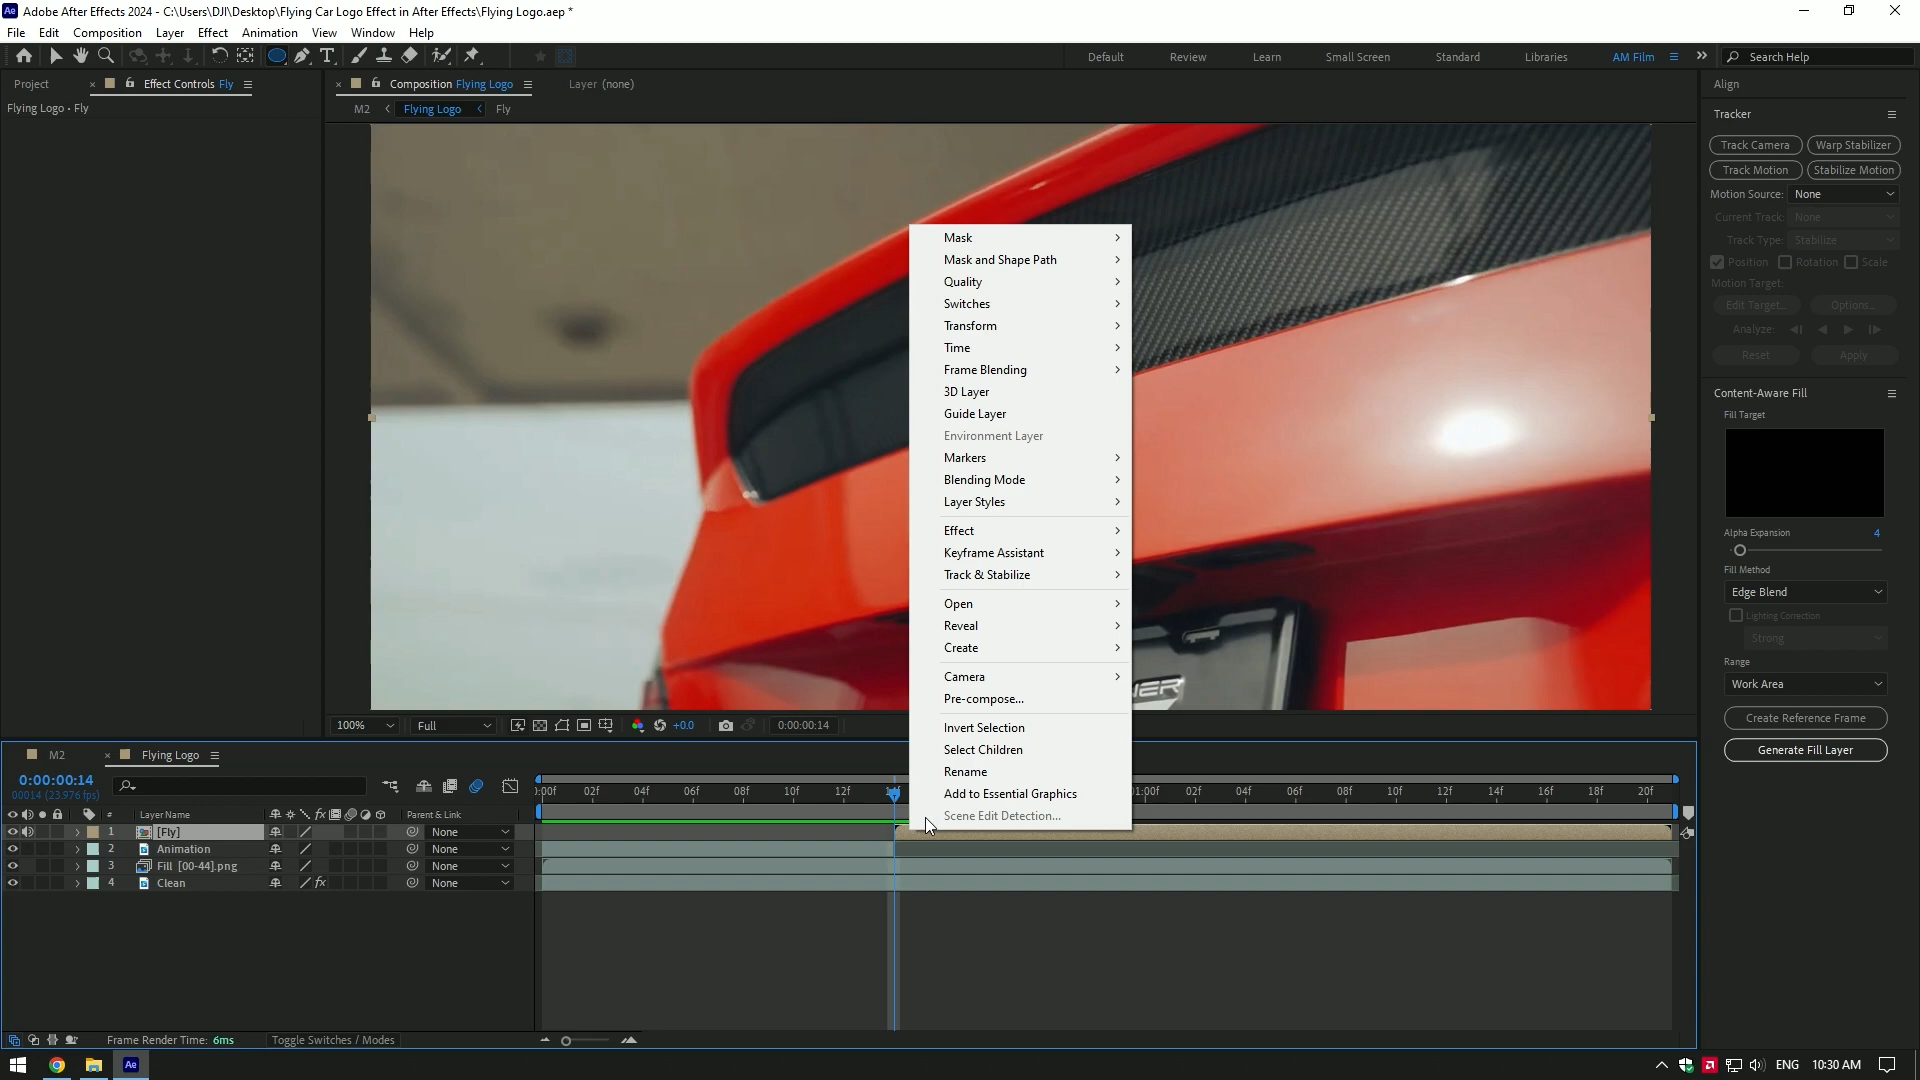 Adobe After Effects 2024 - C:\Users\DJI\Desktop\Flying Car Logo Effect in After Effects\Flying Logo.aep *
File Edit Composition Layer Effect Animation View Window Help
Default Review Learn Small Screen Standard Libraries AM Film Search Help
Project Effect Controls Fly
Composition Flying Logo Layer (none)
Align
Flying Logo • Fly
M2 Flying Logo Fly
Tracker
Track Camera Warp Stabilizer
Track Motion Stabilize Motion
Motion Source: None
Current Track: None
Track Type: Stabilize
Position Rotation Scale
Motion Target:
Edit Target... Options...
Analyze:
Reset Apply
Content-Aware Fill
Fill Target
Alpha Expansion 4
Fill Method
Edge Blend
Lighting Correction
Strong
Range
Work Area
Create Reference Frame
Generate Fill Layer
Mask
Mask and Shape Path
Quality
Switches
Transform
Time
Frame Blending
3D Layer
Guide Layer
Environment Layer
Markers
Blending Mode
Layer Styles
Effect
Keyframe Assistant
Track & Stabilize
Open
Reveal
Create
Camera
Pre-compose...
Invert Selection
Select Children
Rename
Add to Essential Graphics
Scene Edit Detection...
100% Full +0.0 0:00:00:14
M2 Flying Logo
0:00:00:14
00014 (23.976 fps)
:00f 02f 04f 06f 08f 10f 12f 01:00f 02f 04f 06f 08f 10f 12f 14f 16f 18f 20f
# Layer Name Parent & Link
1 [Fly] None
2 Animation None
3 Fill [00-44].png None
4 Clean fx None
Frame Render Time: 6ms Toggle Switches / Modes
ENG 10:30 AM